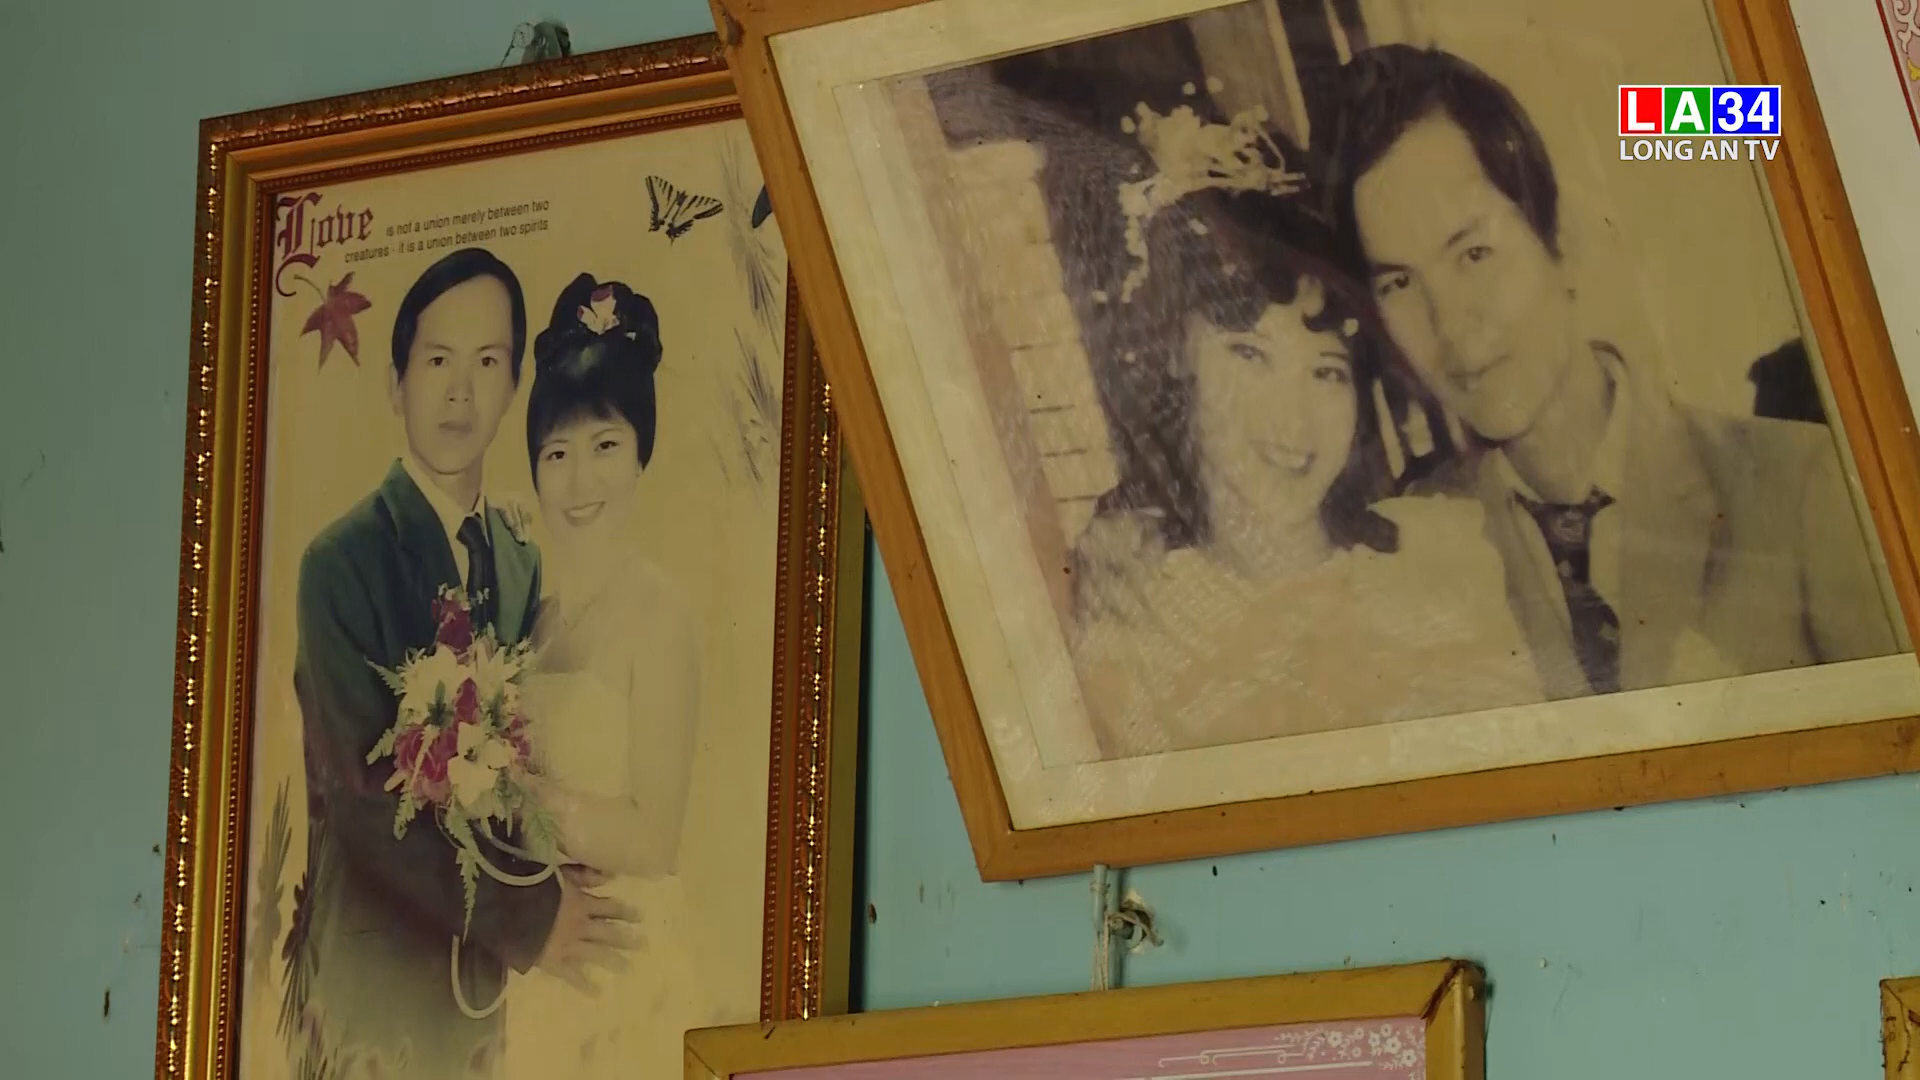 Love is not a union merely between two
creatures - it is a union between two spirits
LA34
LONG AN TV